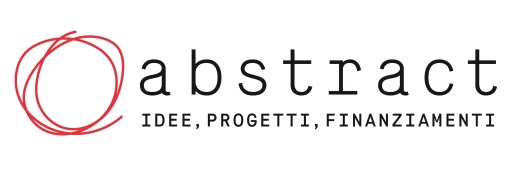 abstract
IDEE, PROGETTI, FINANZIAMENTI